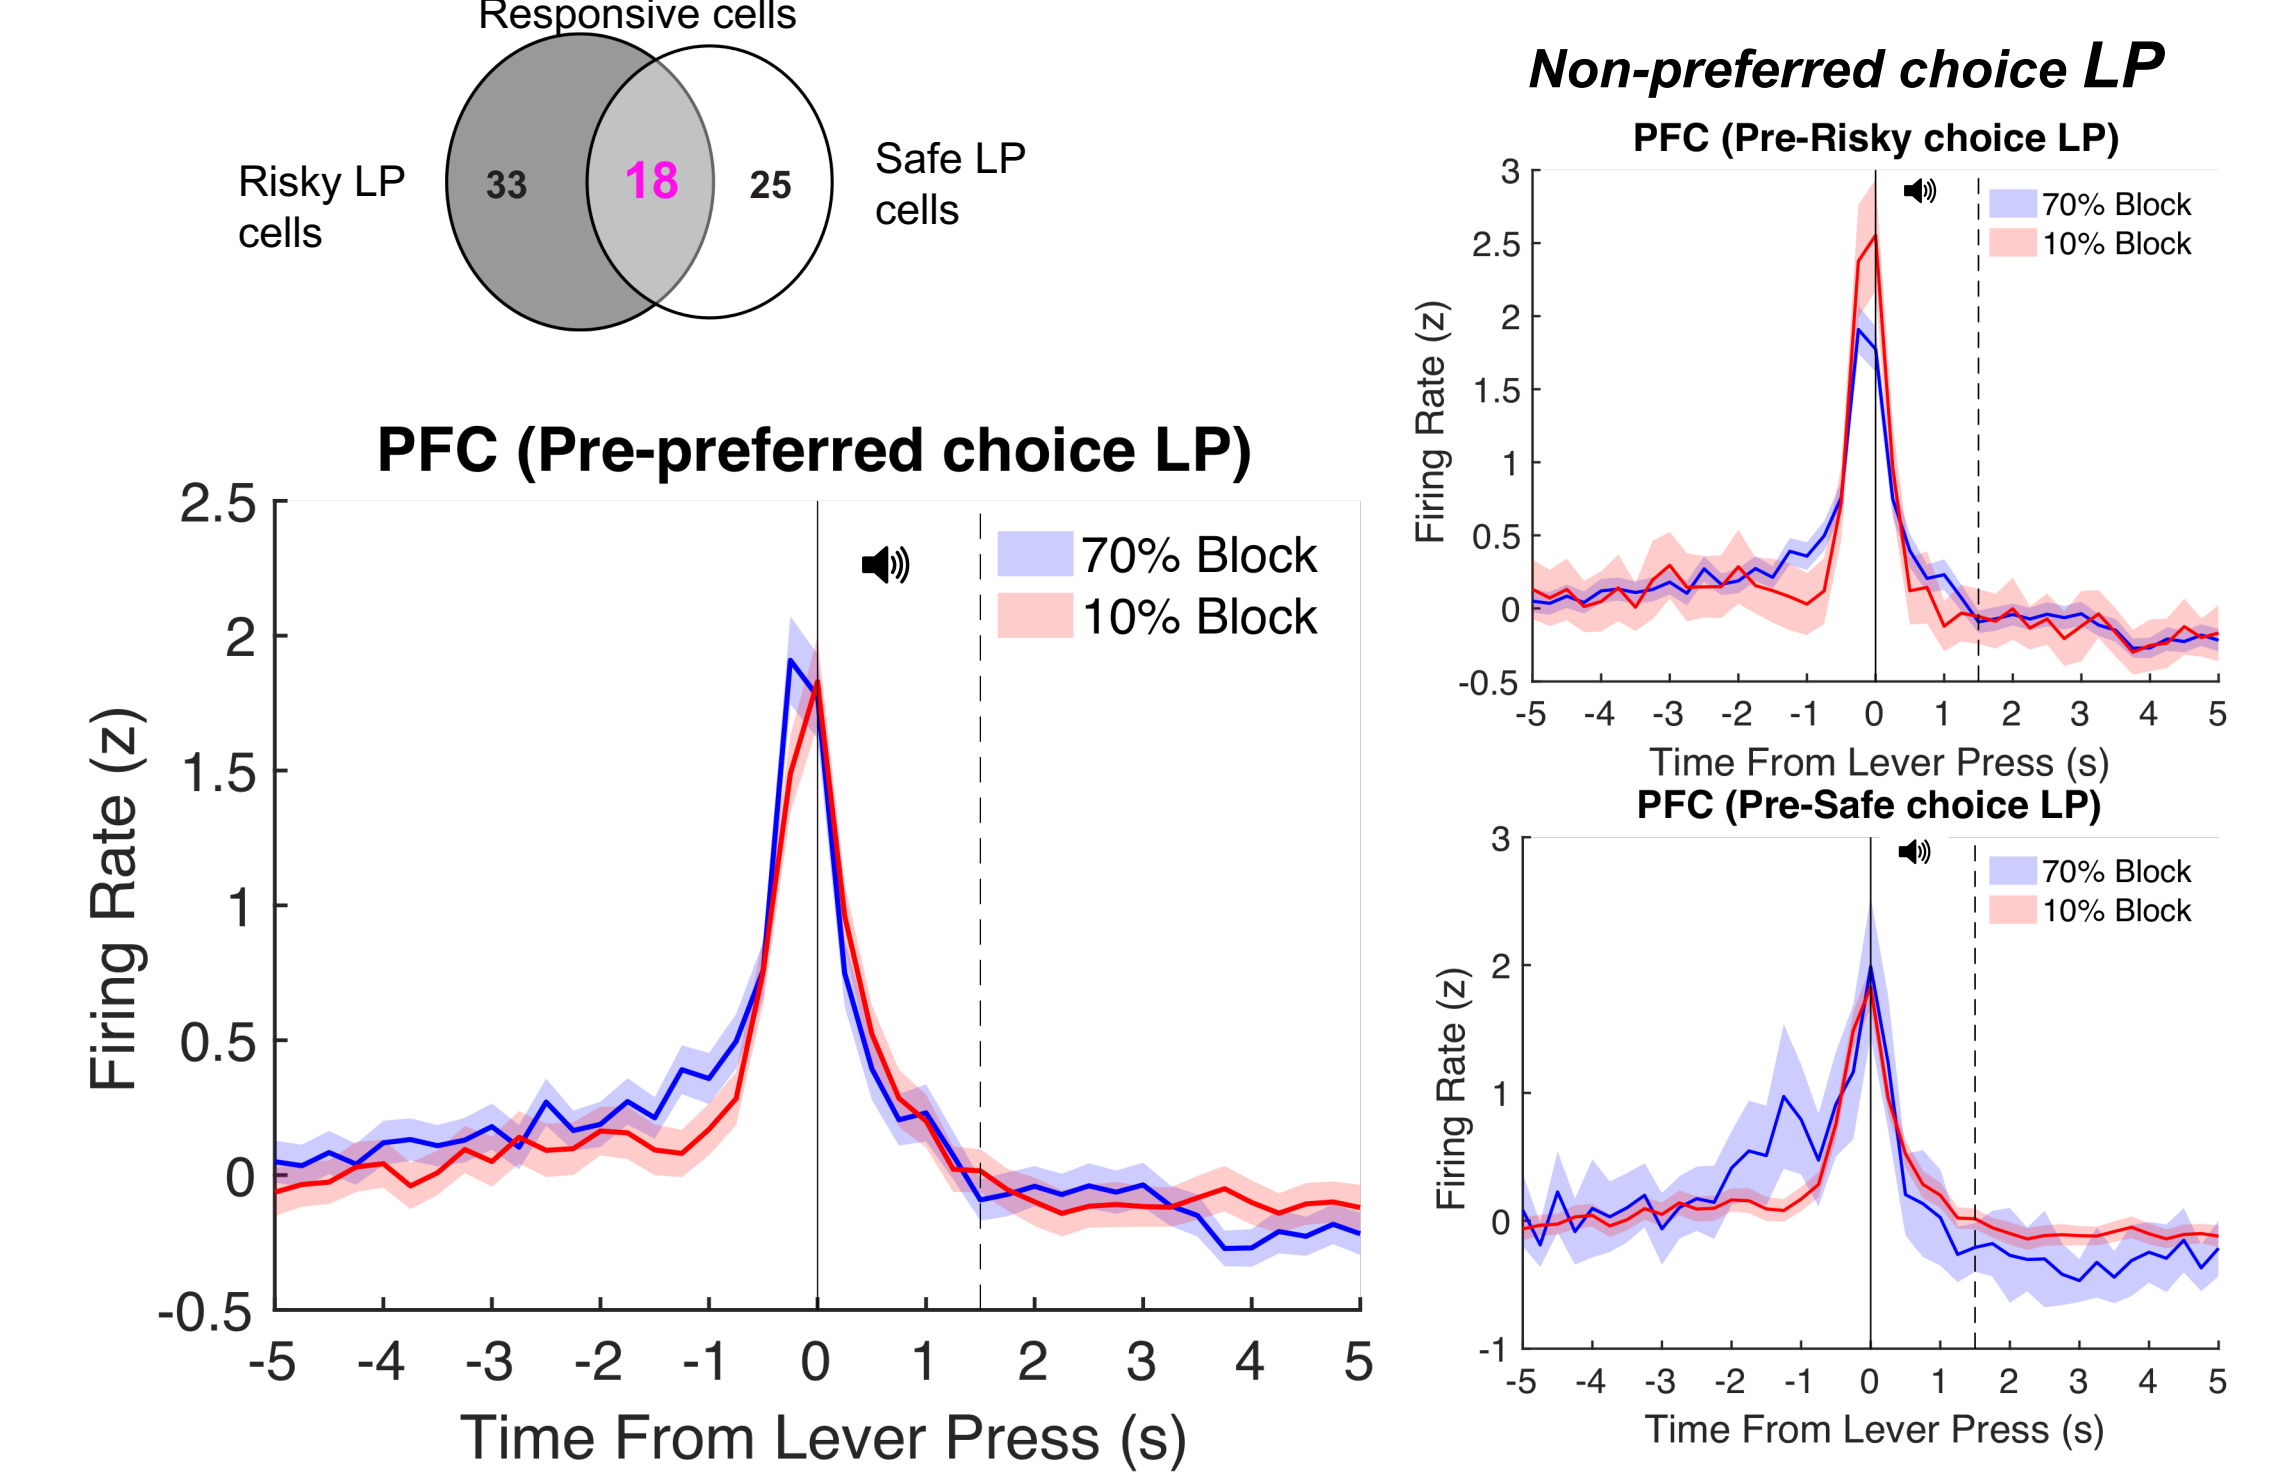 Responsive cells
Risky LP
cells
33
18
25
Safe LP
cells
PFC (Pre-preferred choice LP)
2.5
2
1.5
1
0.5
0
-0.5
Firing Rate (z)
70% Block
10% Block
-5 -4 -3 -2 -1 0 1 2 3 4 5
Time From Lever Press (s)
Non-preferred choice LP
PFC (Pre-Risky choice LP)
3
2.5
2
1.5
1
0.5
0
-0.5
Firing Rate (z)
70% Block
10% Block
-5 -4 -3 -2 -1 0 1 2 3 4 5
Time From Lever Press (s)
PFC (Pre-Safe choice LP)
3
2
1
0
-1
Firing Rate (z)
70% Block
10% Block
-5 -4 -3 -2 -1 0 1 2 3 4 5
Time From Lever Press (s)